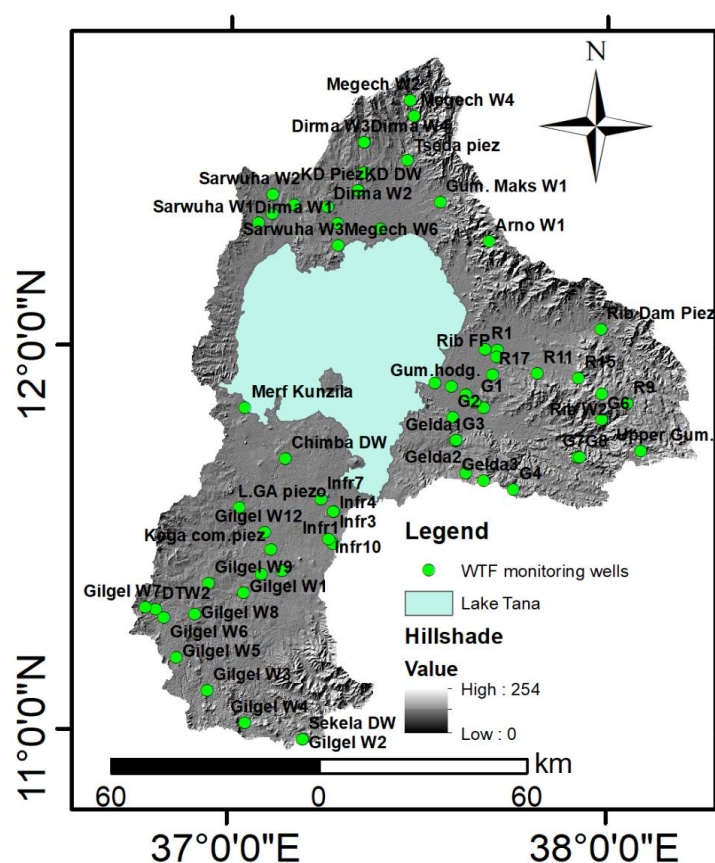 N
Megech W2
Megech W4
Dirma W3
Dirma W4
Tseda piez
KD Piez
KD DW
Sarwuha W2
Dirma W2
Gum. Maks W1
Sarwuha W1
Dirma W1
Sarwuha W3
Megech W6
Arno W1
Rib Dam Piez
12°0'0"N
Rib FP
R1
R17
R11
R15
Gum.hodg.
G1
R9
Merf Kunzila
G2
G6
Rib W2
Gelda1
G3
Upper Gum.
Chimba DW
Gelda2
Gelda3
G7
G8
G4
Infr7
L.GA piezo
Infr4
Gilgel W12
Infr3
Koga com.piez
Infr1
Infr10
Gilgel W9
Gilgel W7
DTW2
Gilgel W1
Gilgel W8
Gilgel W6
Gilgel W5
Gilgel W3
Gilgel W4
Sekela DW
Gilgel W2
11°0'0"N
Legend
WTF monitoring wells
Lake Tana
Hillshade
Value
High : 254
Low : 0
km
60 0 60
37°0'0"E 38°0'0"E